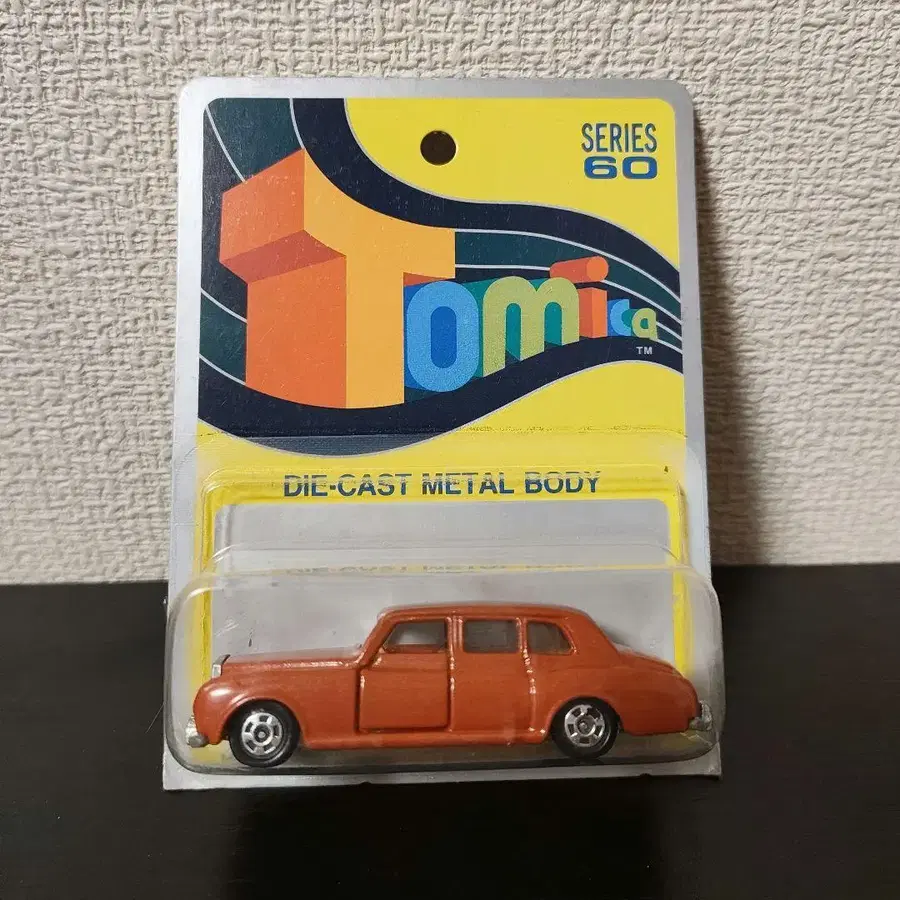 SERIES
60
Tomica
TM
DIE-CAST METAL BODY